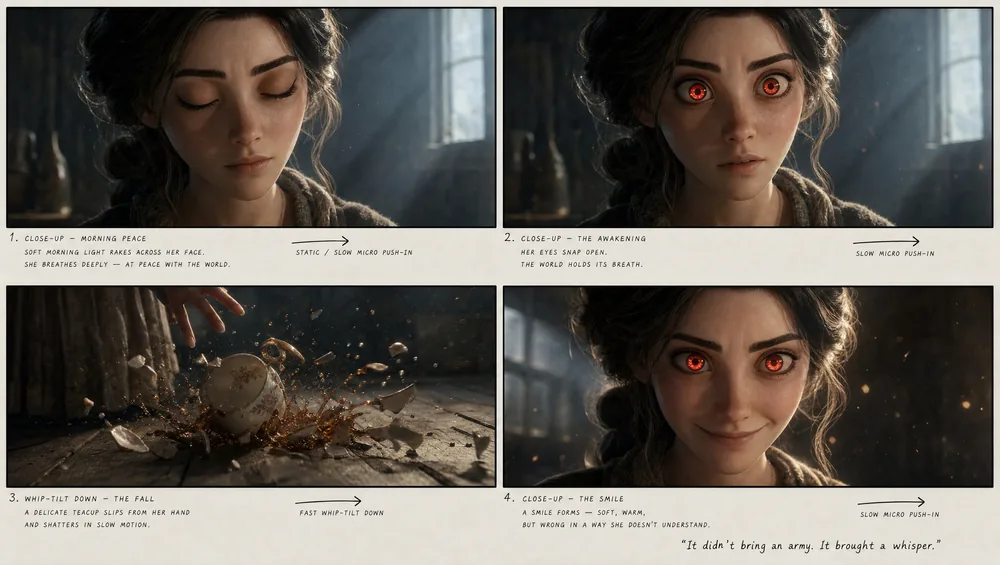 1. CLOSE-UP — MORNING PEACE
SOFT MORNING LIGHT RAKES ACROSS HER FACE.
SHE BREATHES DEEPLY — AT PEACE WITH THE WORLD.
STATIC / SLOW MICRO PUSH-IN
2. CLOSE-UP — THE AWAKENING
HER EYES SNAP OPEN.
THE WORLD HOLDS ITS BREATH.
SLOW MICRO PUSH-IN
3. WHIP-TILT DOWN — THE FALL
A DELICATE TEACUP SLIPS FROM HER HAND
AND SHATTERS IN SLOW MOTION.
FAST WHIP-TILT DOWN
4. CLOSE-UP — THE SMILE
A SMILE FORMS — SOFT, WARM,
BUT WRONG IN A WAY SHE DOESN'T UNDERSTAND.
SLOW MICRO PUSH-IN
"It didn't bring an army. It brought a whisper."